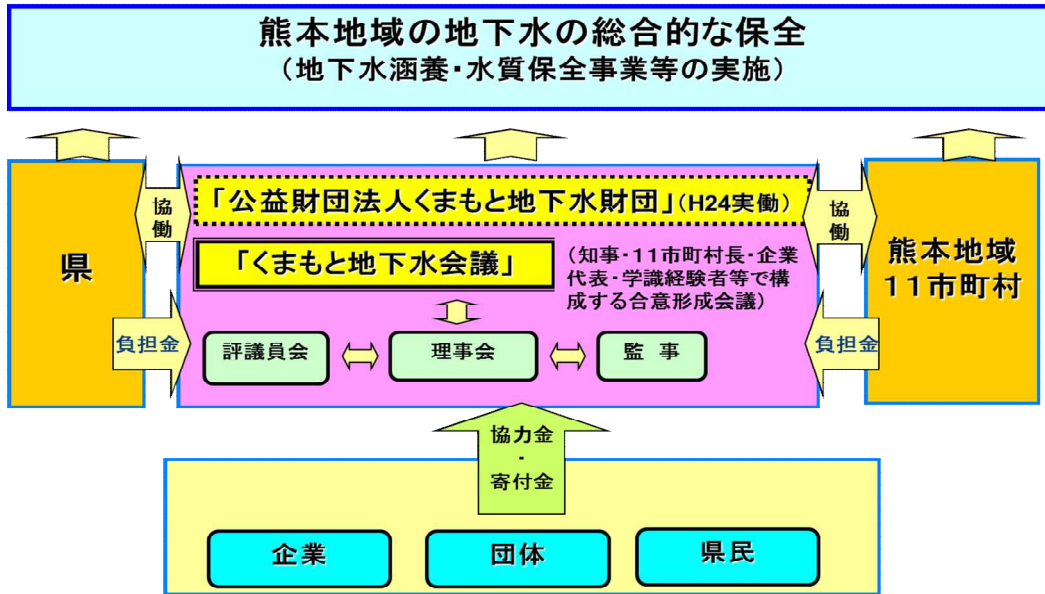 熊本地域の地下水の総合的な保全
(地下水涵養・水質保全事業等の実施)
県
協働
「公益財団法人くまもと地下水財団」(H24実働)
協働
熊本地域
11市町村
「くまもと地下水会議」
(知事・11市町村長・企業
代表・学識経験者等で構
成する合意形成会議)
負担金
評議員会
理事会
監 事
負担金
協力金
・
寄付金
企業
団体
県民